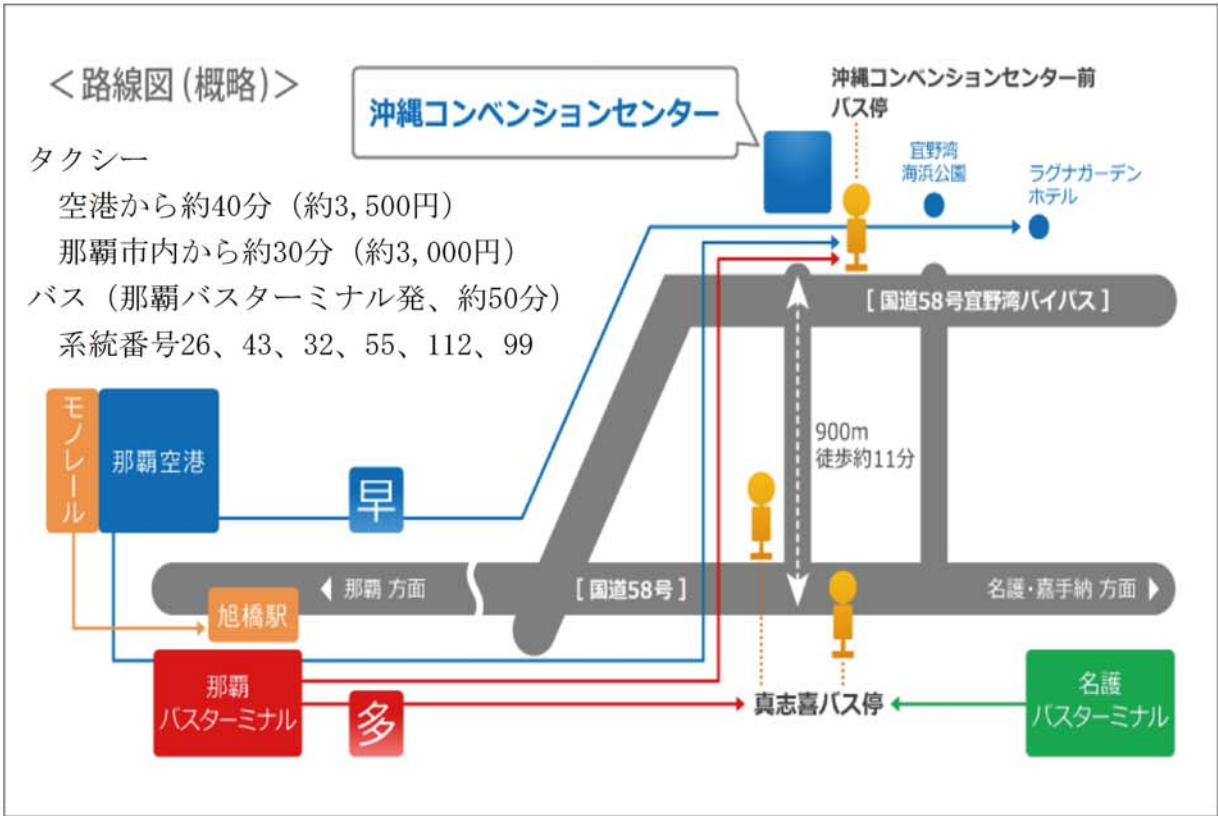 ＜路線図(概略)＞
沖縄コンベンションセンター
沖縄コンベンションセンター前
バス停
宜野湾
海浜公園
ラグナガーデン
ホテル
タクシー
空港から約40分（約3,500円）
那覇市内から約30分（約3,000円）
バス（那覇バスターミナル発、約50分）
系統番号26、43、32、55、112、99
[ 国道58号宜野湾バイパス ]
モノレール
那覇空港
早
900m
徒歩約11分
那覇 方面
[ 国道58号 ]
名護・嘉手納 方面
旭橋駅
那覇
バスターミナル
多
真志喜バス停
名護
バスターミナル